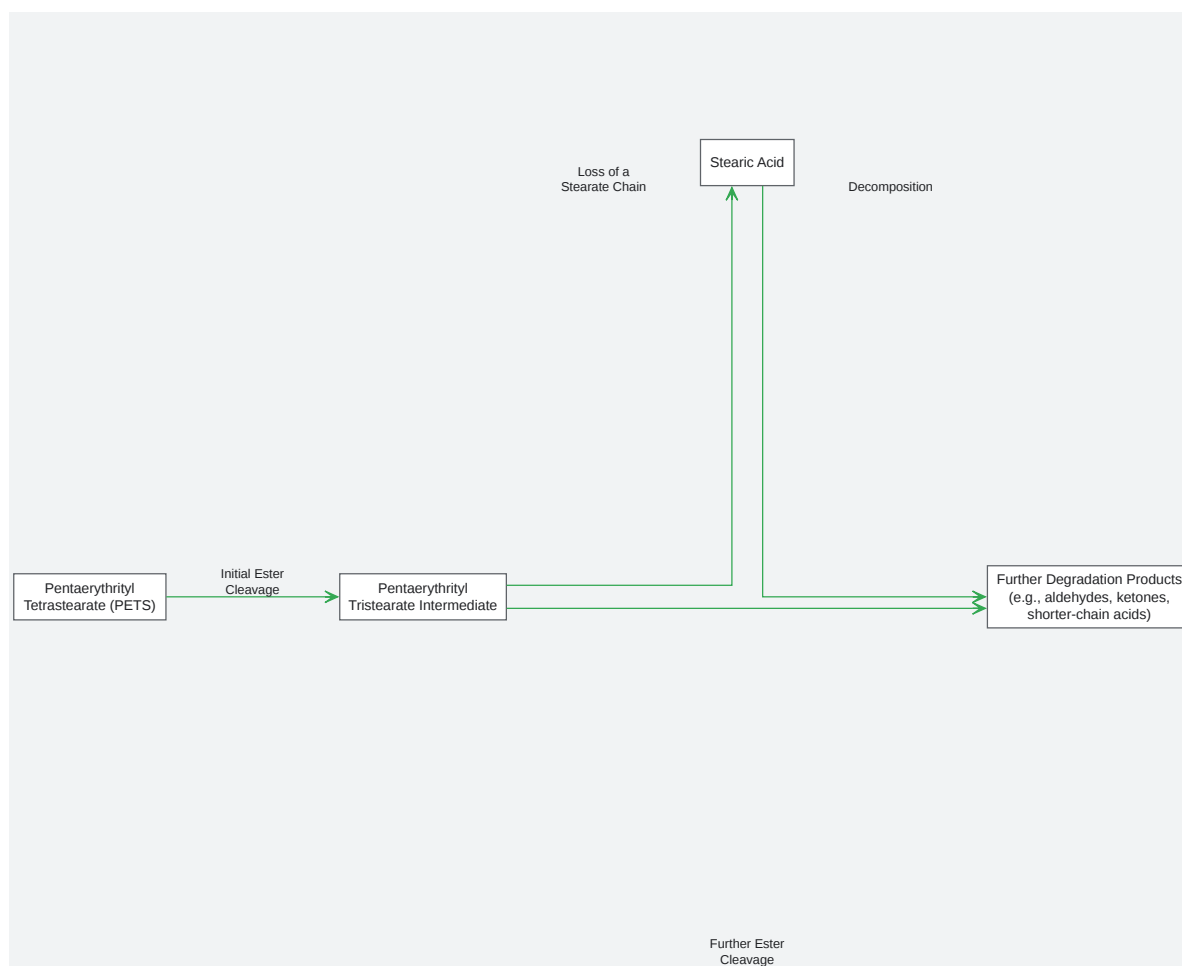 Stearic Acid
Loss of a
Stearate Chain
Decomposition
Initial Ester
Cleavage
Pentaerythrityl
Tetrastearate (PETS)
Pentaerythrityl
Tristearate Intermediate
Further Degradation Products
(e.g., aldehydes, ketones,
shorter-chain acids)
Further Ester
Cleavage